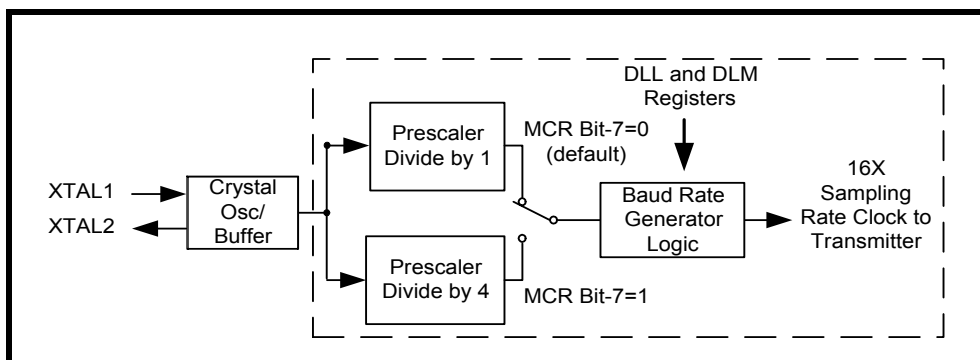 XTAL1
XTAL2
Crystal
Osc/
Buffer
Prescaler
Divide by 1
Prescaler
Divide by 4
MCR Bit-7=0
(default)
MCR Bit-7=1
DLL and DLM
Registers
Baud Rate
Generator
Logic
16X
Sampling
Rate Clock to
Transmitter